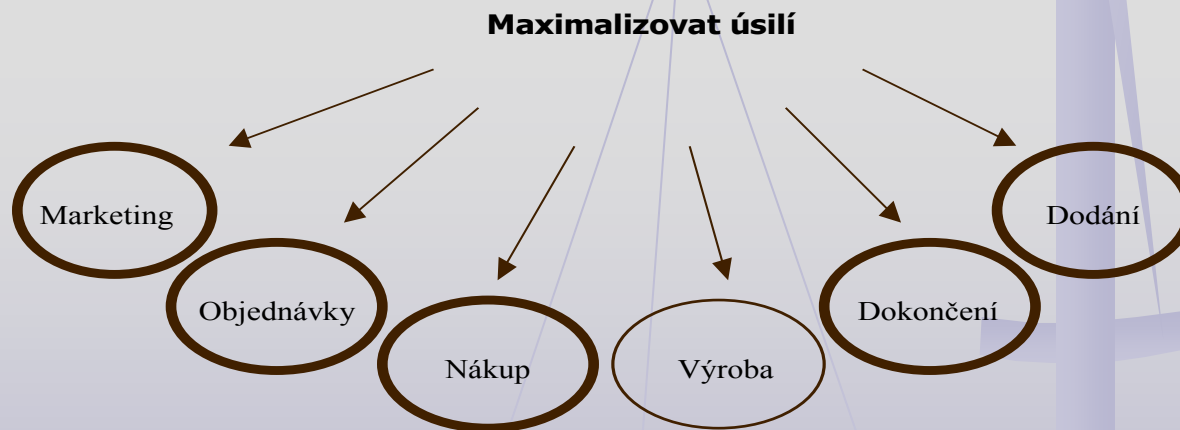 Maximalizovat úsilí
Marketing
Objednávky
Nákup
Výroba
Dokončení
Dodání